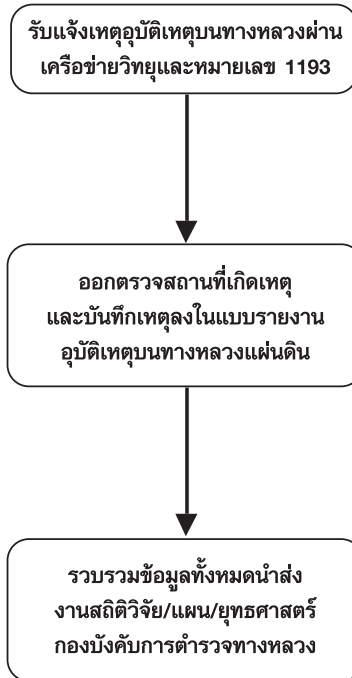 รับแจ้งเหตุอุบัติเหตุบนทางหลวงผ่าน
เครือข่ายวิทยุและหมายเลข 1193
ออกตรวจสถานที่เกิดเหตุ
และบันทึกเหตุลงในแบบรายงาน
อุบัติเหตุบนทางหลวงแผ่นดิน
รวบรวมข้อมูลทั้งหมดนำส่ง
งานสถิติวิจัย/แผน/ยุทธศาสตร์
กองบังคับการตำรวจทางหลวง